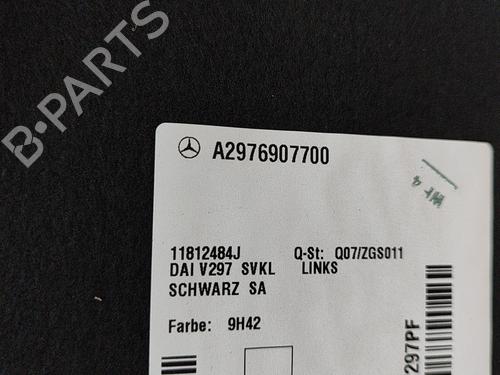 B-PARTS
A2976907700
11812484J Q-St: Q07/ZGS011
DAI V297 SVKL LINKS
SCHWARZ SA
Farbe: 9H42
297PF